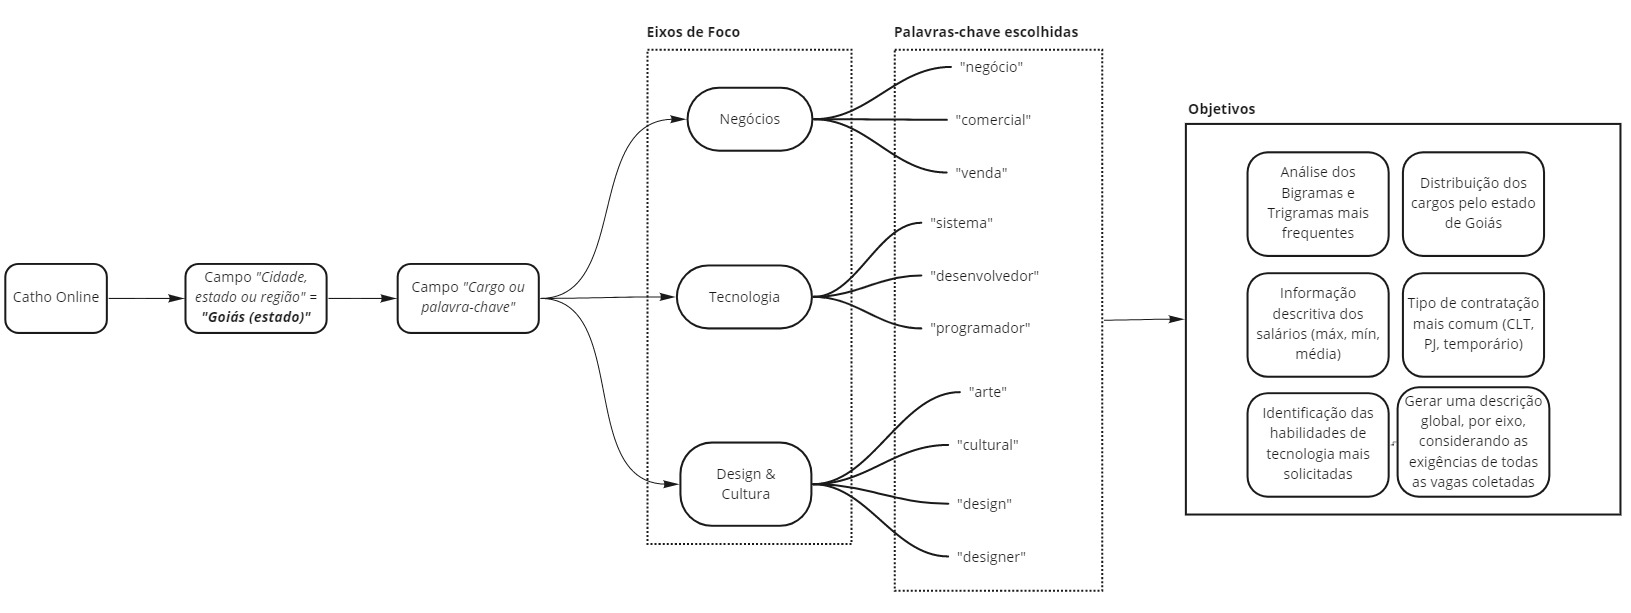 Catho Online
Campo "Cidade,
estado ou região" =
"Goiás (estado)"
Campo "Cargo ou
palavra-chave"
Eixos de Foco
Negócios
Tecnologia
Design &
Cultura
Palavras-chave escolhidas
"negócio"
"comercial"
"venda"
"sistema"
"desenvolvedor"
"programador"
"arte"
"cultural"
"design"
"designer"
Objetivos
Análise dos
Bigramas e
Trigramas mais
frequentes
Distribuição dos
cargos pelo estado
de Goiás
Informação
descritiva dos
salários (máx, mín,
média)
Tipo de contratação
mais comum (CLT,
PJ, temporário)
Identificação das
habilidades de
tecnologia mais
solicitadas
Gerar uma descrição
global, por eixo,
considerando as
exigências de todas
as vagas coletadas